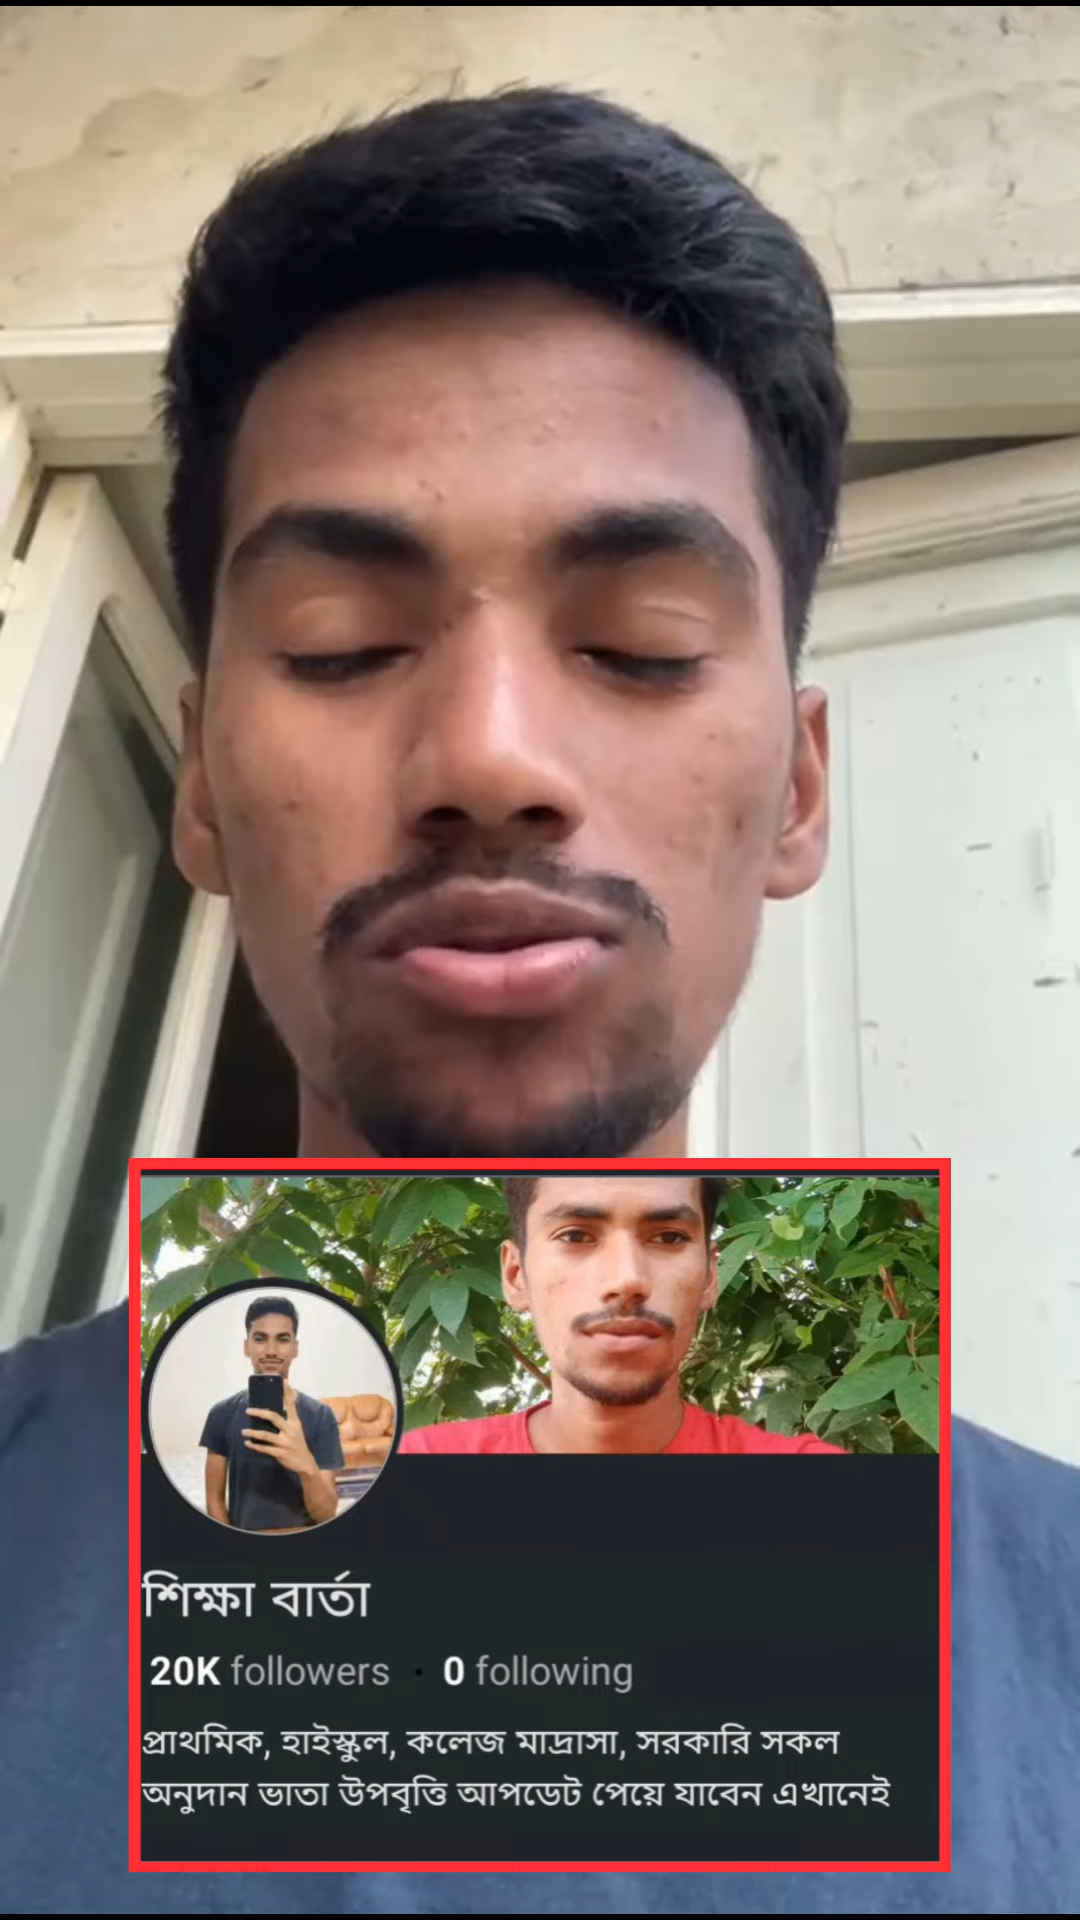 শিক্ষা বার্তা
20K followers · 0 following
প্রাথমিক, হাইস্কুল, কলেজ মাদ্রাসা, সরকারি সকল
অনুদান ভাতা উপবৃত্তি আপডেট পেয়ে যাবেন এখানেই